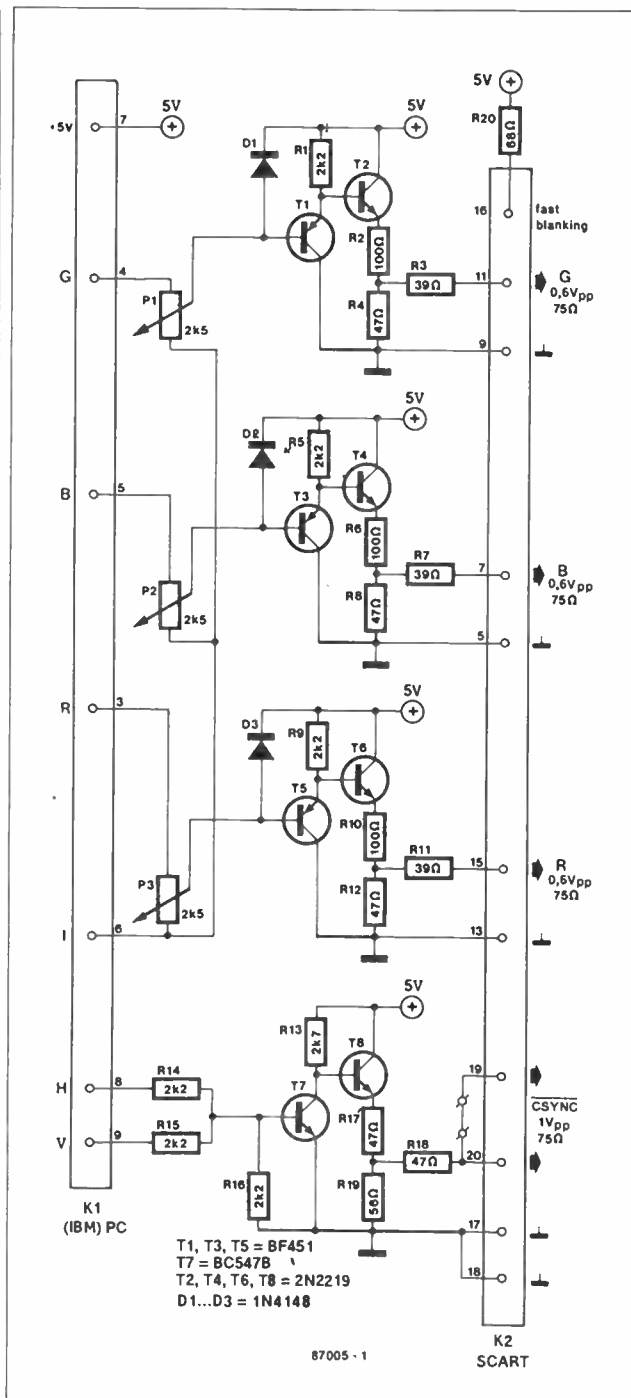 5V
R20
68Ω
16
fast
blanking
+5V
7
5V
D1
R1
2k2
T2
5V
T1
R2
100Ω
G
4
R3
39Ω
11
G
0,6Vpp
75Ω
P1
2k5
R4
47Ω
9
5V
D2
R5
2k2
T4
B
5
T3
R6
100Ω
R7
39Ω
7
B
0,6Vpp
75Ω
P2
2k5
R8
47Ω
5
5V
R
3
D3
R9
2k2
T6
T5
R10
100Ω
R11
39Ω
15
R
0,6Vpp
75Ω
P3
2k5
R12
47Ω
I
6
13
5V
R13
2k7
T8
H
8
R14
2k2
T7
19
R17
47Ω
CSYNC
1Vpp
75Ω
V
9
R15
2k2
R18
47Ω
20
R16
2k2
R19
56Ω
17
18
K1
(IBM) PC
T1, T3, T5 = BF451
T7 = BC547B
T2, T4, T6, T8 = 2N2219
D1...D3 = 1N4148
87005 - 1
K2
SCART